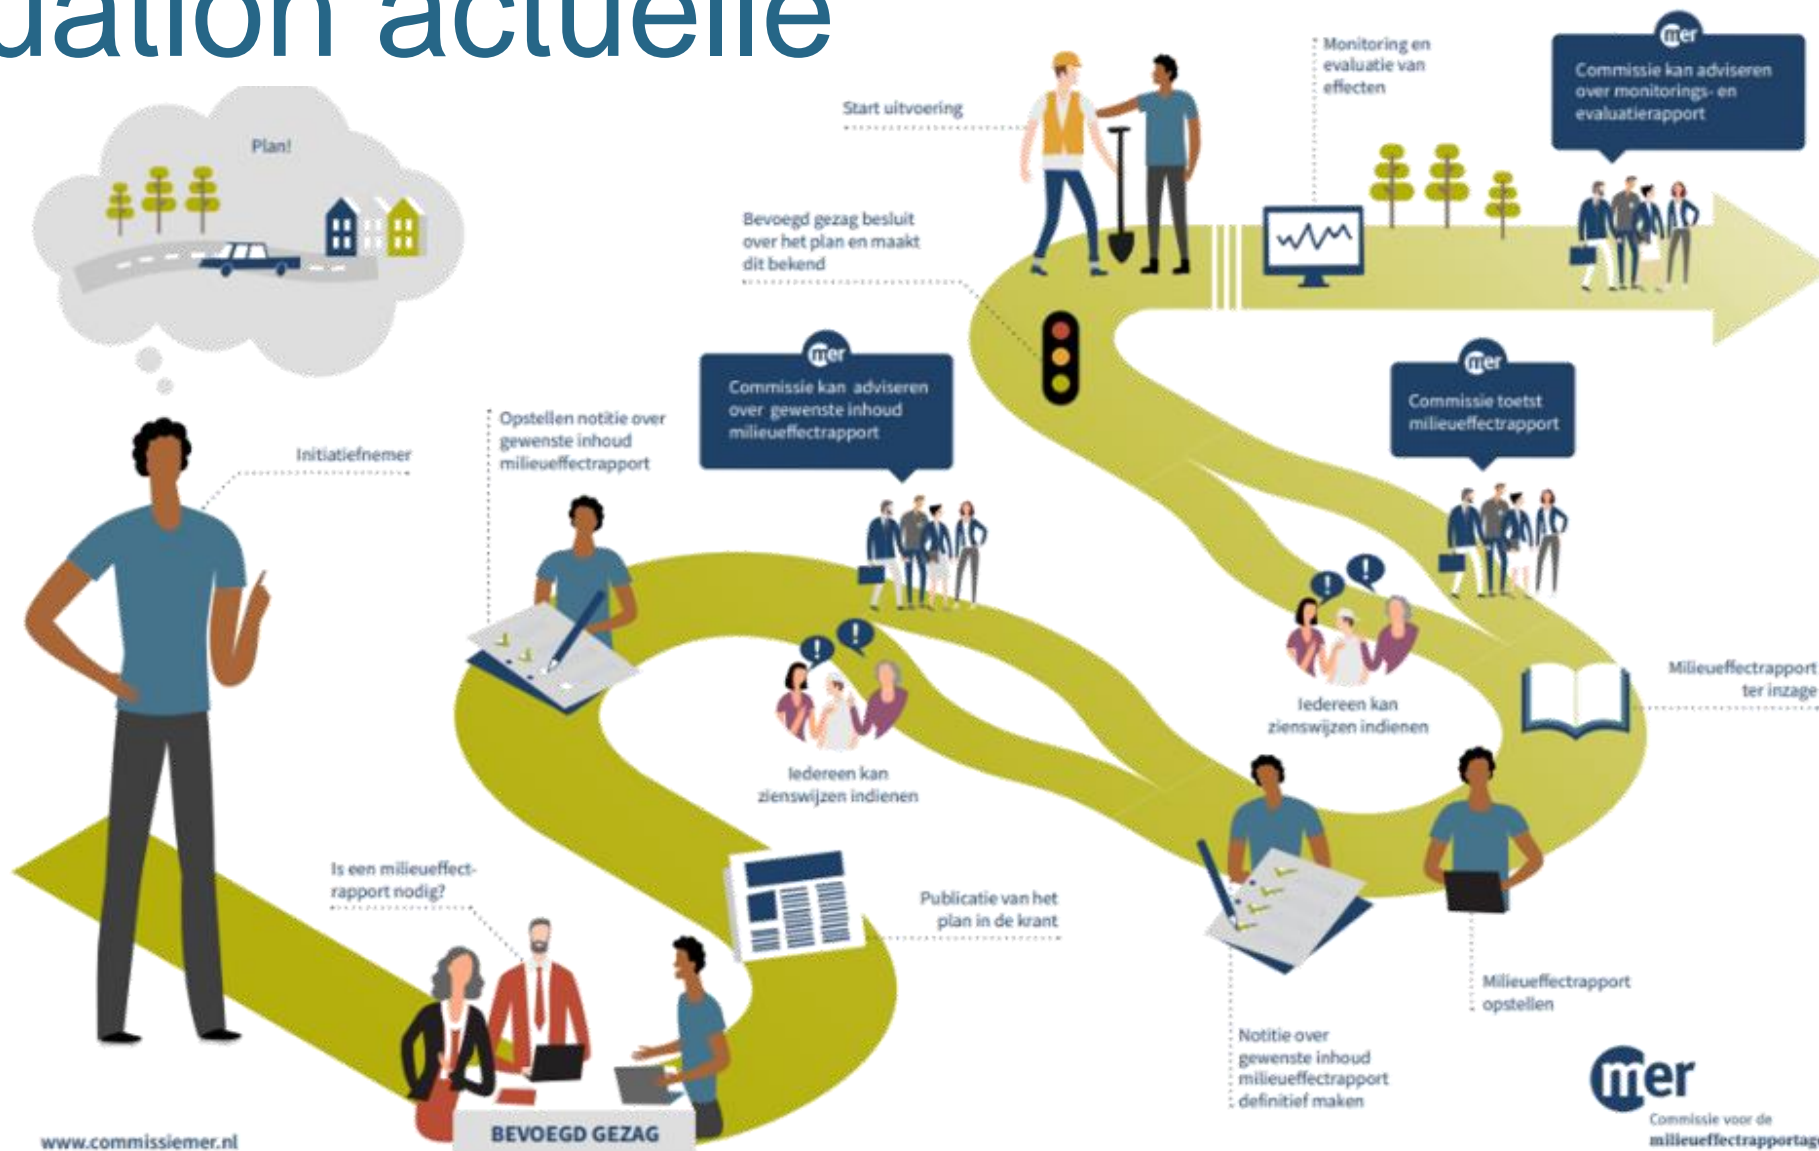 uation actuelle
Plan!
Initiatiefnemer
Is een milieueffect-
rapport nodig?
BEVOEGD GEZAG
Publicatie van het
plan in de krant
Opstellen notitie over
gewenste inhoud
milieueffectrapport
mer
Commissie kan adviseren
over gewenste inhoud
milieueffectrapport
Iedereen kan
zienswijzen indienen
Notitie over
gewenste inhoud
milieueffectrapport
definitief maken
Milieueffectrapport
opstellen
Milieueffectrapport
ter inzage
mer
Commissie toetst
milieueffectrapport
Iedereen kan
zienswijzen indienen
Bevoegd gezag besluit
over het plan en maakt
dit bekend
Start uitvoering
Monitoring en
evaluatie van
effecten
mer
Commissie kan adviseren
over monitorings- en
evaluatierapport
www.commissiemer.nl
mer
Commissie voor de
milieueffectrapportage